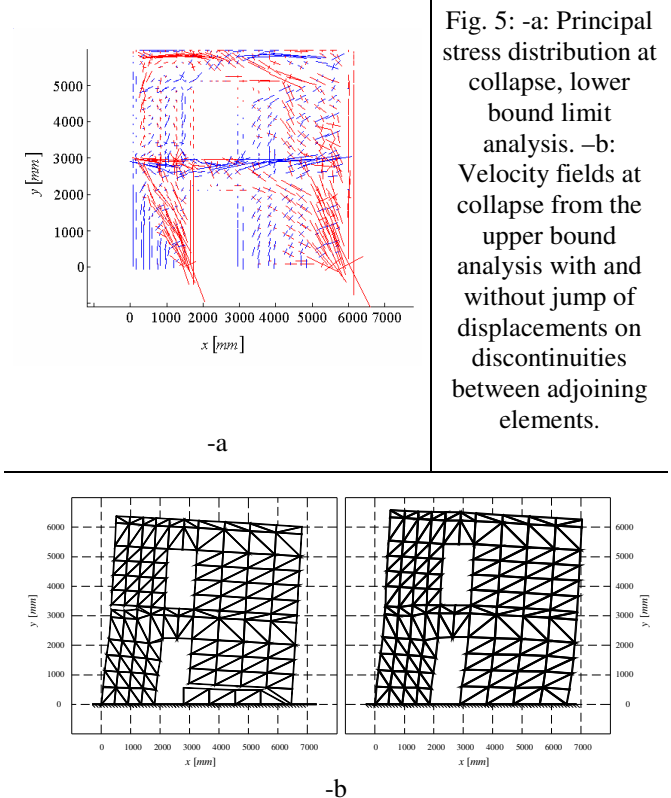 Fig. 5: -a: Principal
stress distribution at
collapse, lower
bound limit
analysis. –b:
Velocity fields at
collapse from the
upper bound
analysis with and
without jump of
displacements on
discontinuities
between adjoining
elements.
5000
4000
3000
2000
1000
0
y [mm]
0 1000 2000 3000 4000 5000 6000 7000
x [mm]
-a
6000
5000
4000
3000
2000
1000
0
y [mm]
0 1000 2000 3000 4000 5000 6000 7000
x [mm]
0 1000 2000 3000 4000 5000 6000 7000
x [mm]
6000
5000
4000
3000
2000
1000
0
y [mm]
-b